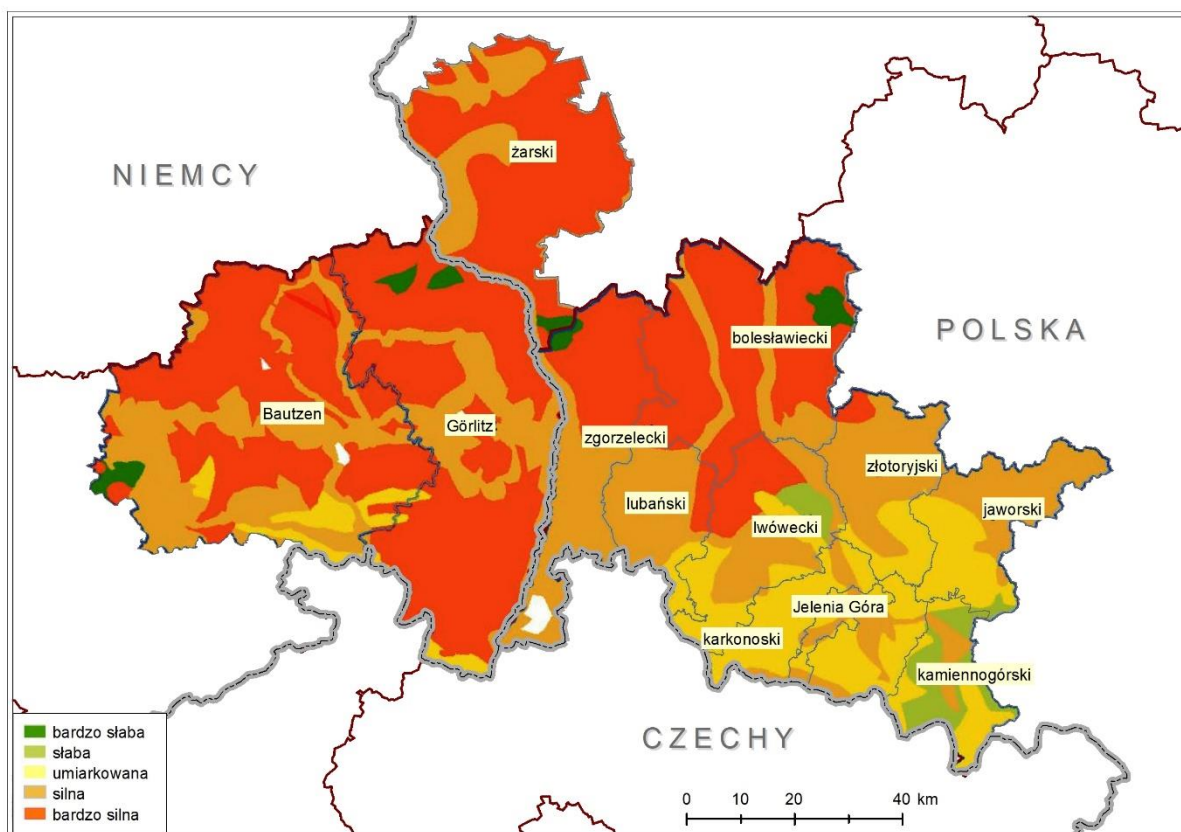 żarski
NIEMCY
bolesławiecki
POLSKA
Bautzen
Görlitz
zgorzelecki
złotoryjski
lubański
lwówecki
jaworski
Jelenia Góra
karkonoski
kamiennogórski
CZECHY
bardzo słaba
słaba
umiarkowana
silna
bardzo silna
0 10 20 40 km